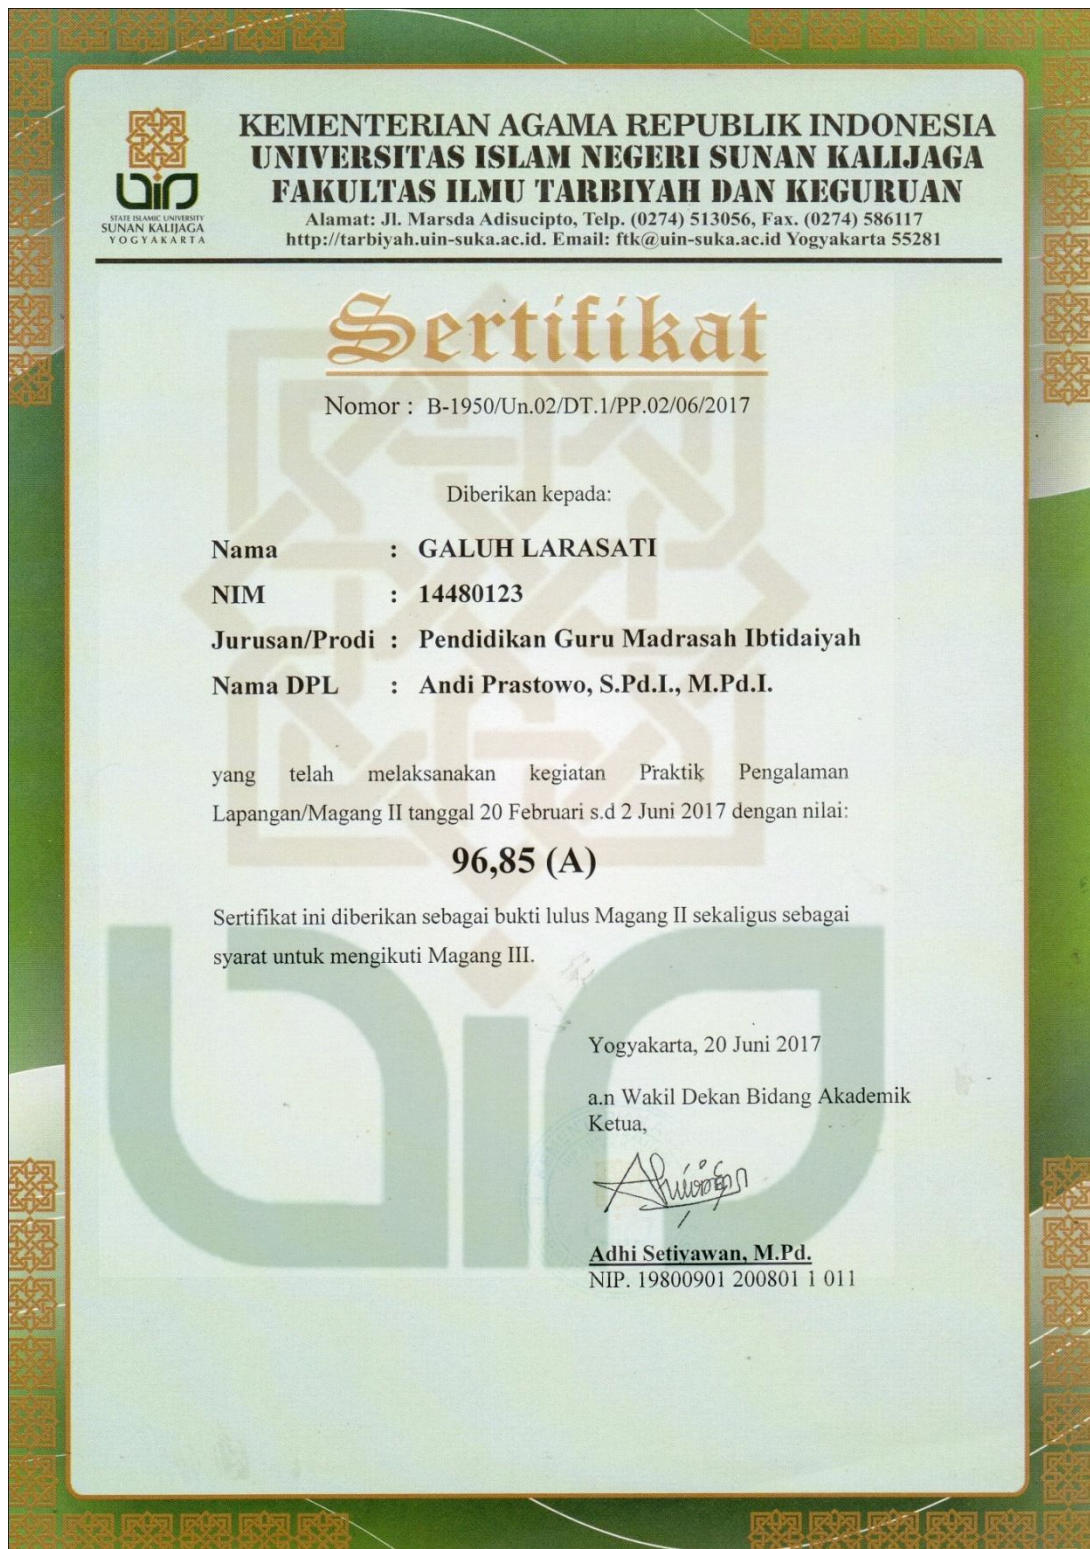 KEMENTERIAN AGAMA REPUBLIK INDONESIA
UNIVERSITAS ISLAM NEGERI SUNAN KALIJAGA
FAKULTAS ILMU TARBIYAH DAN KEGURUAN
Alamat: Jl. Marsda Adisucipto, Telp. (0274) 513056, Fax. (0274) 586117
http://tarbiyah.uin-suka.ac.id. Email: ftk@uin-suka.ac.id Yogyakarta 55281
uin
STATE ISLAMIC UNIVERSITY
SUNAN KALIJAGA
YOGYAKARTA
Sertifikat
Nomor : B-1950/Un.02/DT.1/PP.02/06/2017
Diberikan kepada:
Nama : GALUH LARASATI
NIM : 14480123
Jurusan/Prodi : Pendidikan Guru Madrasah Ibtidaiyah
Nama DPL : Andi Prastowo, S.Pd.I., M.Pd.I.
yang telah melaksanakan kegiatan Praktik Pengalaman
Lapangan/Magang II tanggal 20 Februari s.d 2 Juni 2017 dengan nilai:
96,85 (A)
Sertifikat ini diberikan sebagai bukti lulus Magang II sekaligus sebagai
syarat untuk mengikuti Magang III.
uin
Yogyakarta, 20 Juni 2017
a.n Wakil Dekan Bidang Akademik
Ketua,
Adhi Setiyawan, M.Pd.
NIP. 19800901 200801 1 011